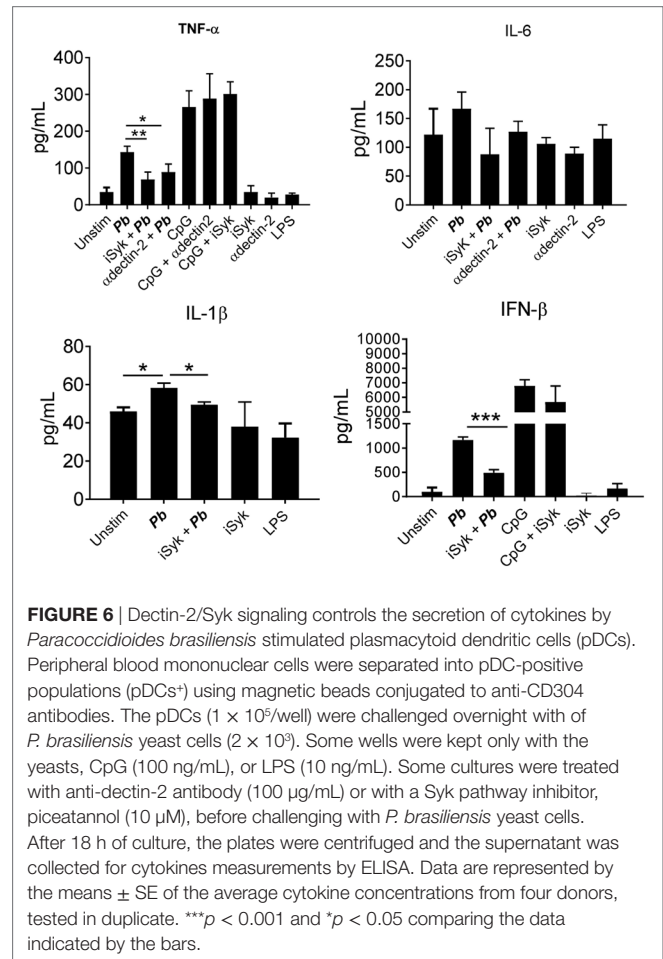 TNF-α
pg/mL
400
300
200
100
0
*
**
Unstim
Pb
iSyk + Pb
αdectin-2 + Pb
CpG
CpG + αdectin2
CpG + iSyk
iSyk
αdectin-2
LPS
IL-6
pg/mL
250
200
150
100
50
0
Unstim
Pb
iSyk + Pb
αdectin-2 + Pb
iSyk
αdectin-2
LPS
IL-1β
pg/mL
80
60
40
20
0
*
*
Unstim
Pb
iSyk + Pb
iSyk
LPS
IFN-β
pg/mL
10000
9000
8000
7000
6000
5000
1500
1000
500
0
***
Unstim
Pb
iSyk + Pb
CpG
CpG + iSyk
iSyk
LPS
FIGURE 6 | Dectin-2/Syk signaling controls the secretion of cytokines by
Paracoccidioides brasiliensis stimulated plasmacytoid dendritic cells (pDCs).
Peripheral blood mononuclear cells were separated into pDC-positive
populations (pDCs⁺) using magnetic beads conjugated to anti-CD304
antibodies. The pDCs (1 × 10⁵/well) were challenged overnight with of
P. brasiliensis yeast cells (2 × 10³). Some wells were kept only with the
yeasts, CpG (100 ng/mL), or LPS (10 ng/mL). Some cultures were treated
with anti-dectin-2 antibody (100 µg/mL) or with a Syk pathway inhibitor,
piceatannol (10 µM), before challenging with P. brasiliensis yeast cells.
After 18 h of culture, the plates were centrifuged and the supernatant was
collected for cytokines measurements by ELISA. Data are represented by
the means ± SE of the average cytokine concentrations from four donors,
tested in duplicate. ***p < 0.001 and *p < 0.05 comparing the data
indicated by the bars.